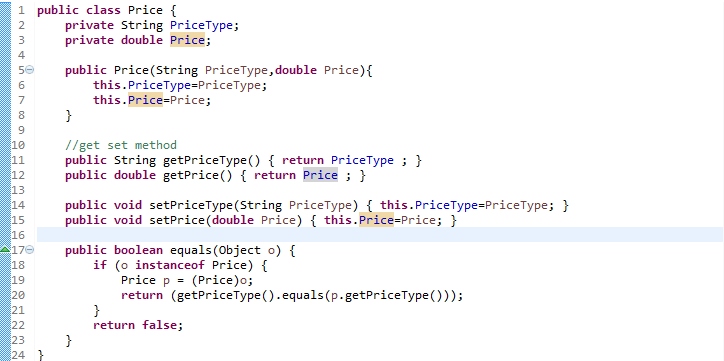 1 public class Price {
2     private String PriceType;
3     private double Price;
4
5     public Price(String PriceType,double Price){
6         this.PriceType=PriceType;
7         this.Price=Price;
8     }
9
10     //get set method
11     public String getPriceType() { return PriceType ; }
12     public double getPrice() { return Price ; }
13
14     public void setPriceType(String PriceType) { this.PriceType=PriceType; }
15     public void setPrice(double Price) { this.Price=Price; }
16
17     public boolean equals(Object o) {
18         if (o instanceof Price) {
19             Price p = (Price)o;
20             return (getPriceType().equals(p.getPriceType()));
21         }
22         return false;
23     }
24 }